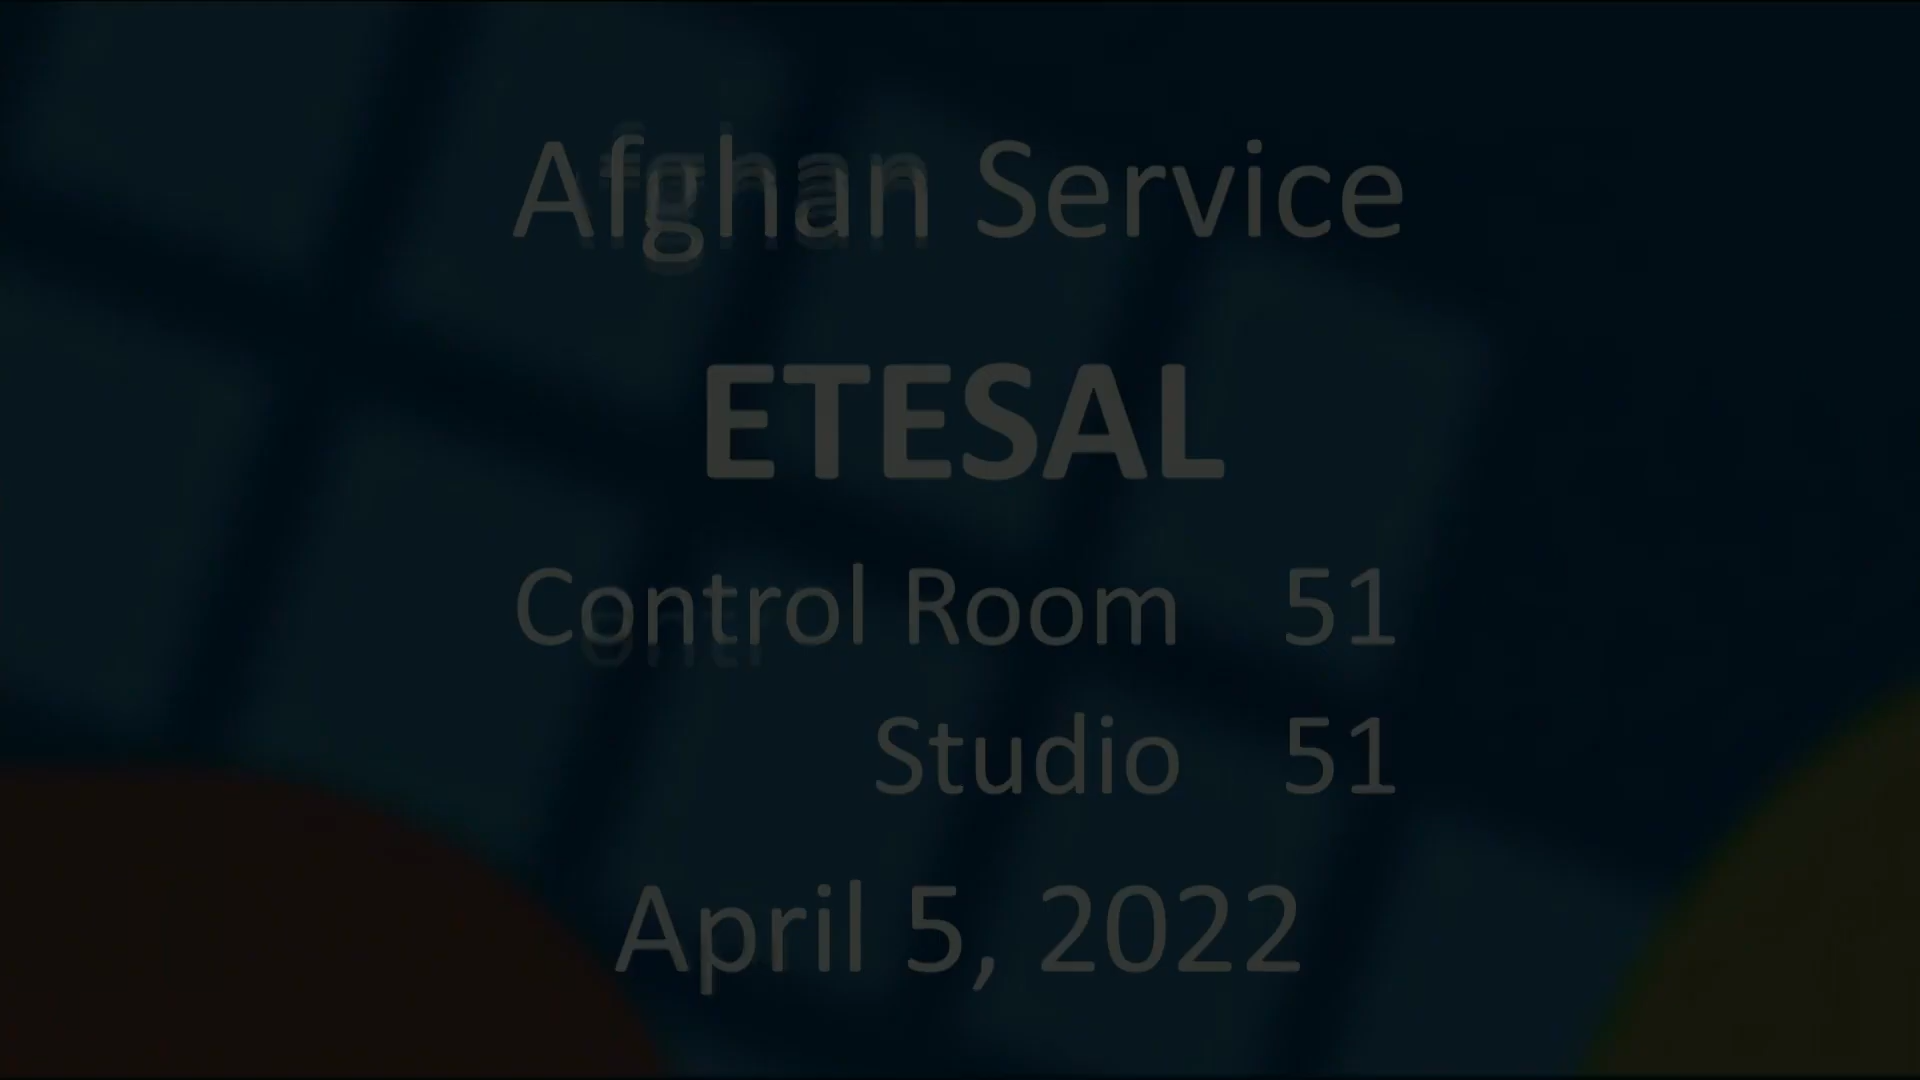 Afghan Service
ETESAL
Control Room 51
Studio 51
April 5, 2022